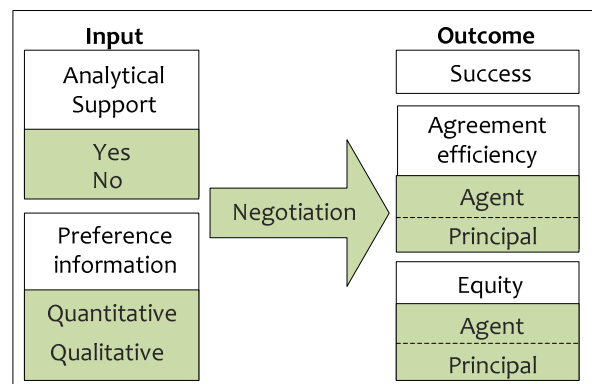 Input
Analytical
Support
Yes
No
Preference
information
Quantitative
Qualitative
Negotiation
Outcome
Success
Agreement
efficiency
Agent
Principal
Equity
Agent
Principal